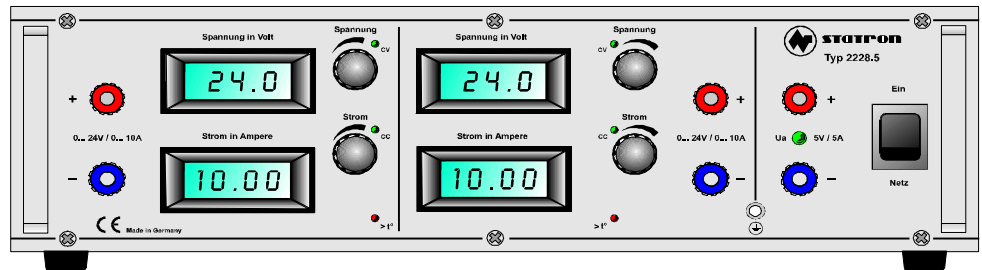 Spannung in Volt
Spannung
CV
24.0
+
0... 24V / 0... 10A
Strom in Ampere
Strom
CC
10.00
−
CE Made in Germany
> t°
Spannung in Volt
Spannung
CV
24.0
Strom in Ampere
Strom
CC
10.00
> t°
+
0... 24V / 0... 10A
−
STATRON
Typ 2228.5
+
Ua 5V / 5A
−
Ein
Netz